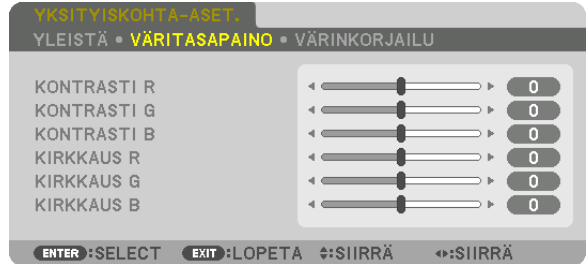 YKSITYISKOHTA-ASET.
YLEISTÄ • VÄRITASAPAINO • VÄRINKORJAILU
KONTRASTI R 0
KONTRASTI G 0
KONTRASTI B 0
KIRKKAUS R 0
KIRKKAUS G 0
KIRKKAUS B 0
ENTER :SELECT EXIT :LOPETA :SIIRRÄ :SIIRRÄ